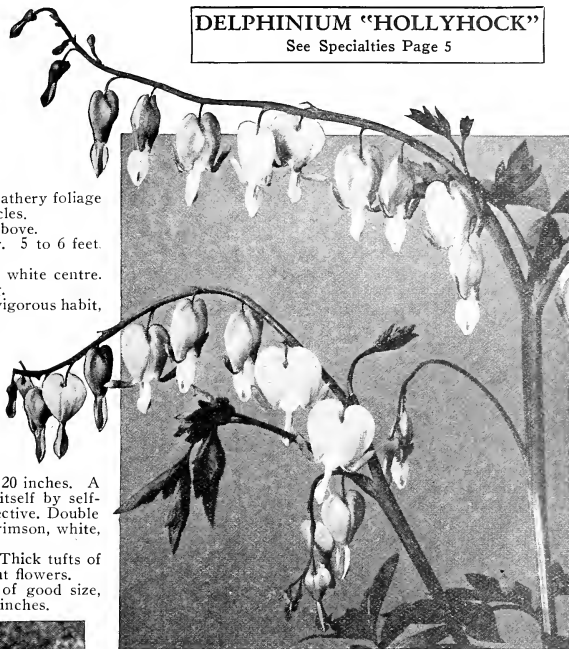 DELPHINIUM "HOLLYHOCK"
See Specialties Page 5
athery foliage
cles.
bove.
. 5 to 6 feet.
white centre.
.
vigorous habit,
20 inches. A
itself by self-
ective. Double
rimson, white,
Thick tufts of
t flowers.
of good size,
inches.